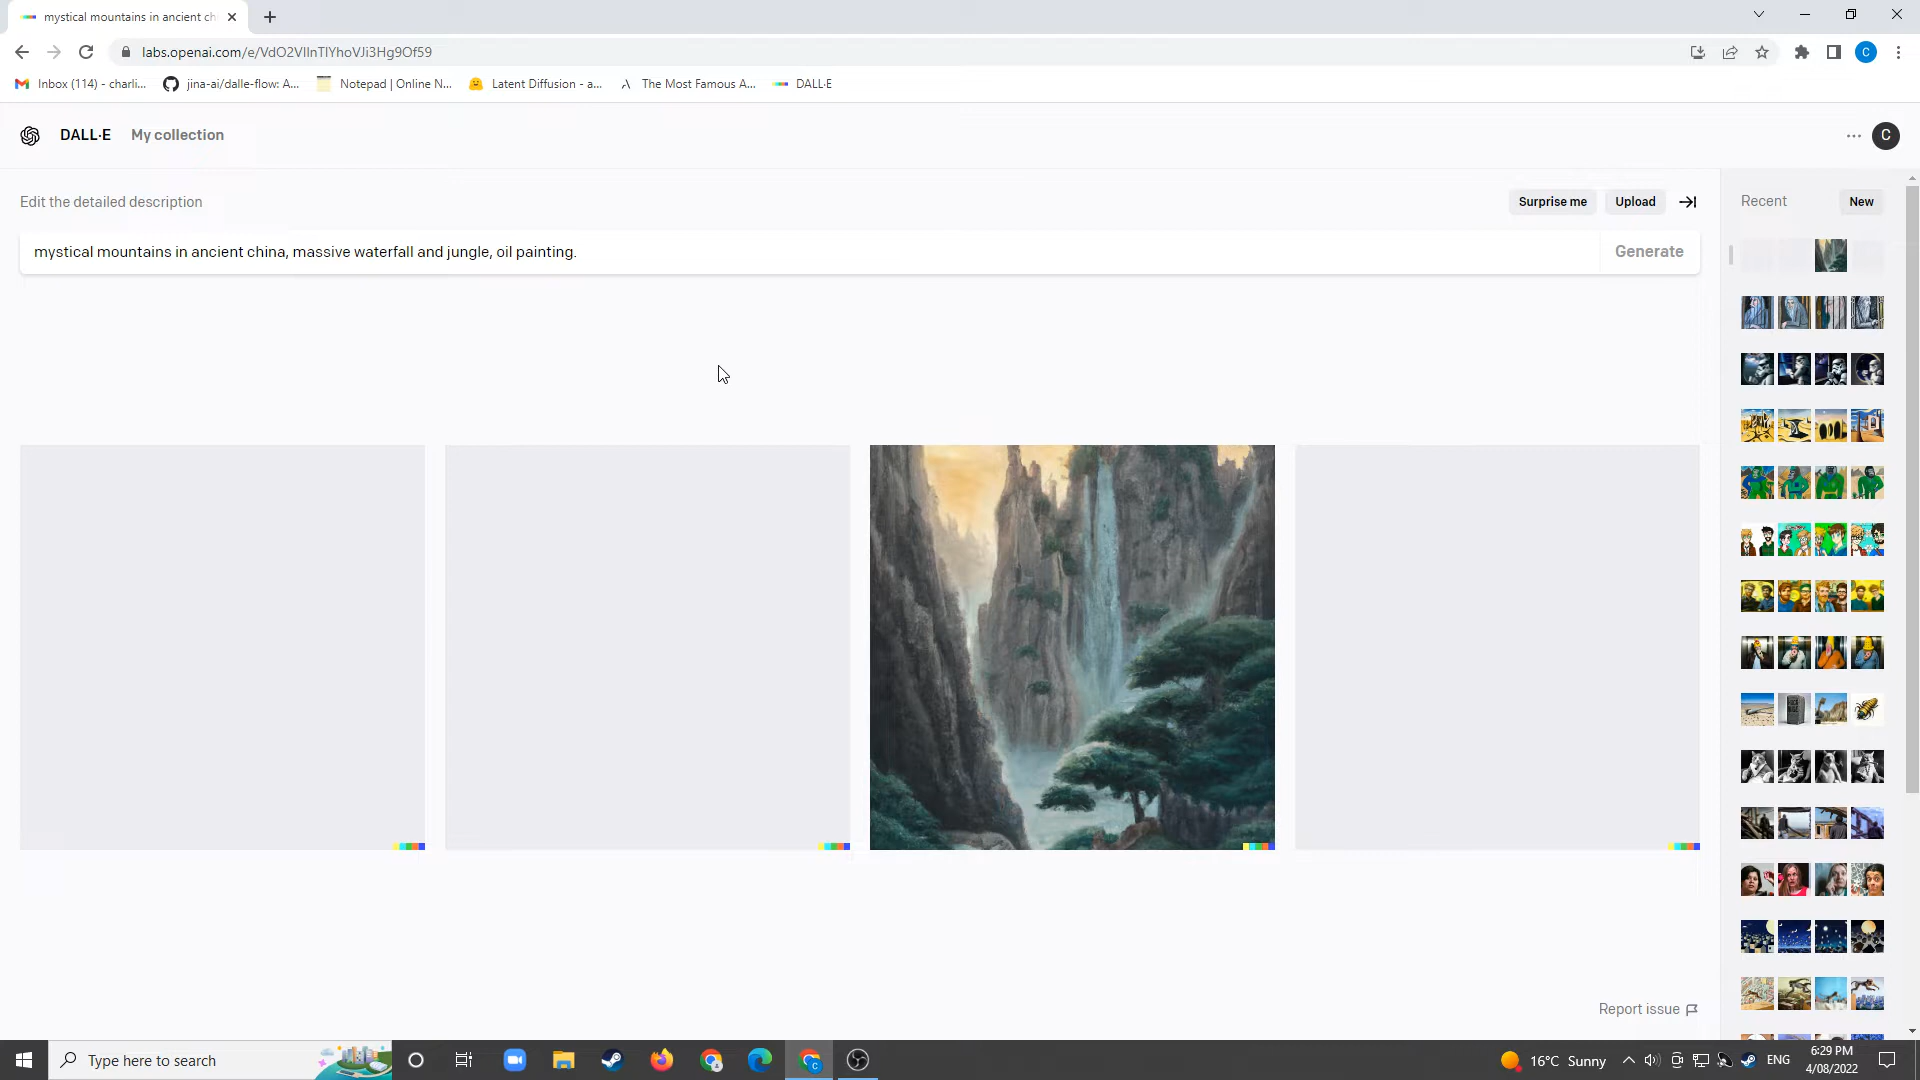 mystical mountains in ancient ch
labs.openai.com/e/VdO2VlInTlYhoVJi3Hg9Of59
C
Inbox (114) - charli...
jina-ai/dalle-flow: A...
Notepad | Online N...
Latent Diffusion - a...
The Most Famous A...
DALL·E
DALL·E
My collection
C
Edit the detailed description
Surprise me
Upload
Recent
New
mystical mountains in ancient china, massive waterfall and jungle, oil painting.
Generate
Report issue
Type here to search
16°C Sunny
ENG
6:29 PM
4/08/2022